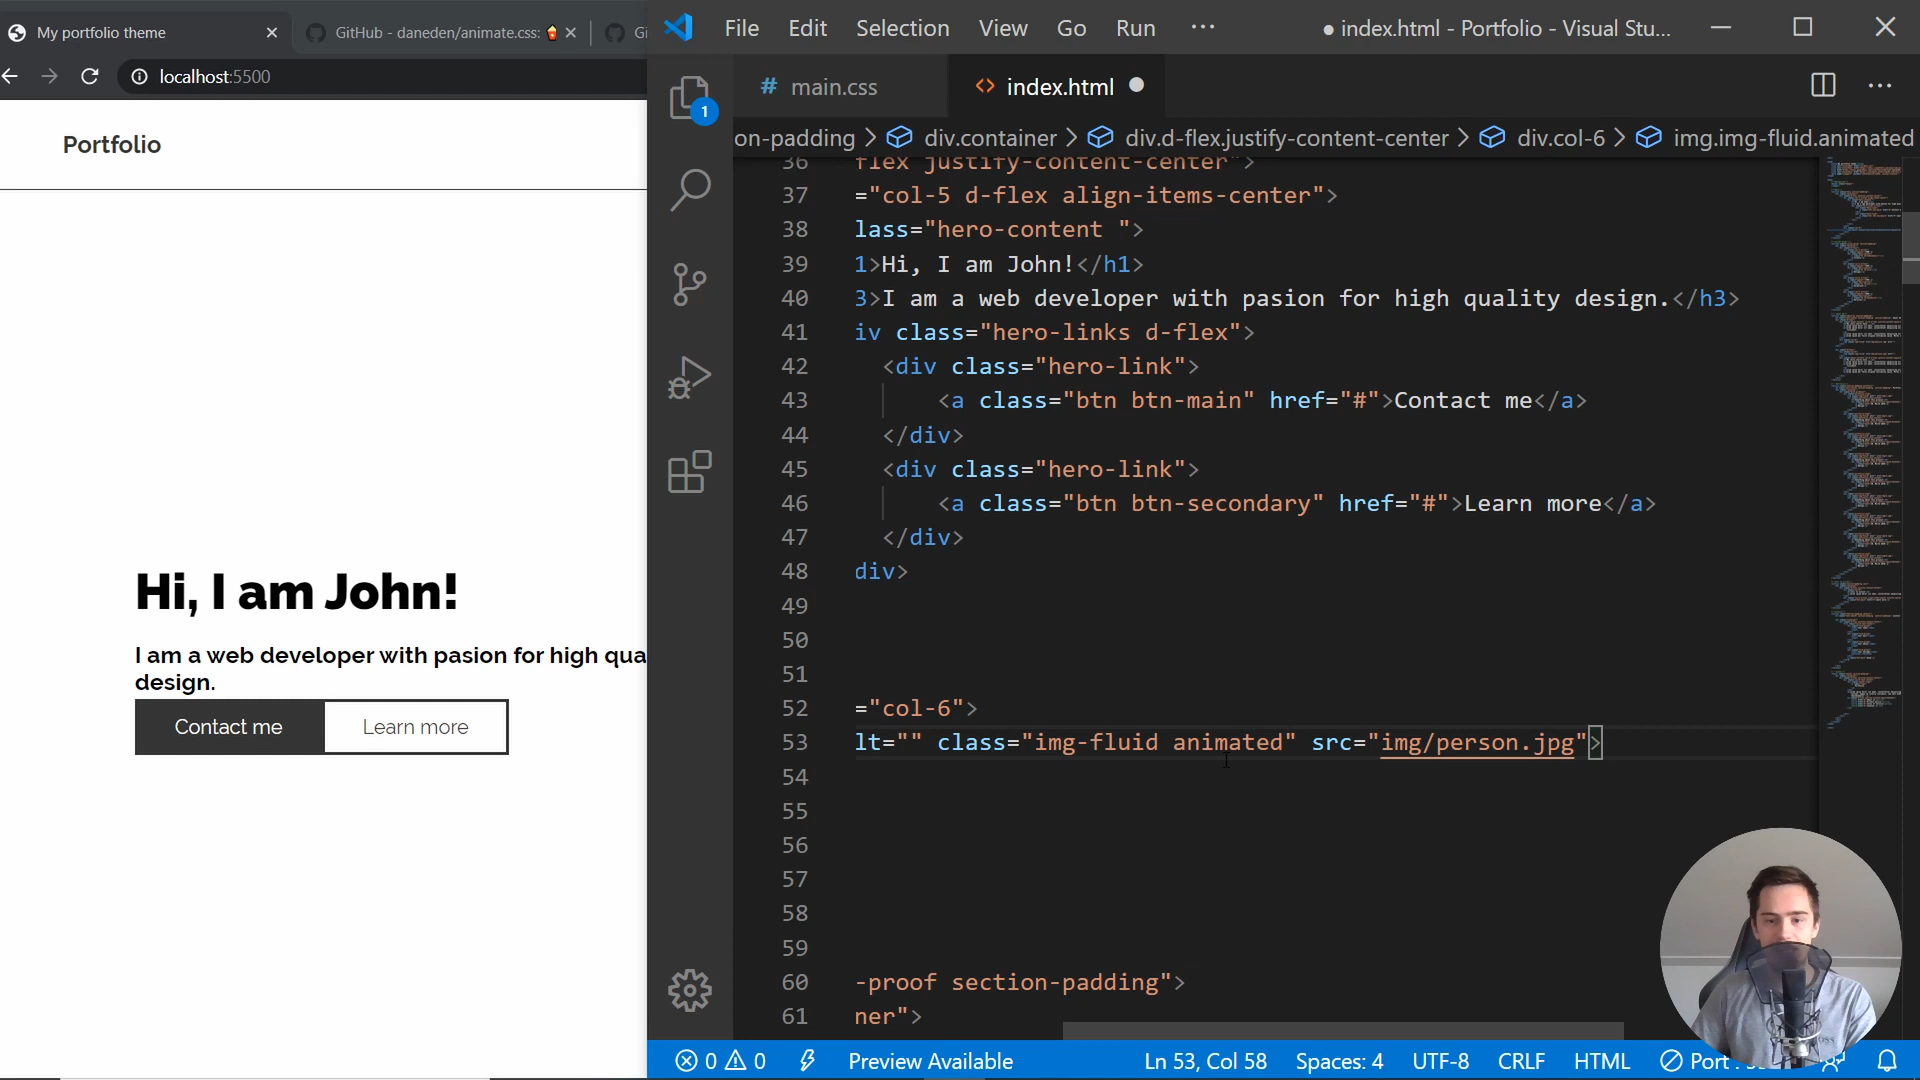 My portfolio theme
GitHub - daneden/animate.css:
Gi
localhost:5500
Portfolio
Hi, I am John!
I am a web developer with pasion for high qua
design.
Contact me
Learn more
File Edit Selection View Go Run ···
● index.html - Portfolio - Visual Stu...
# main.css
<> index.html
1
on-padding > div.container > div.d-flex.justify-content-center > div.col-6 > img.img-fluid.animated
36 flex justify-content-center">
37 ="col-5 d-flex align-items-center">
38 lass="hero-content ">
39 1>Hi, I am John!</h1>
40 3>I am a web developer with pasion for high quality design.</h3>
41 iv class="hero-links d-flex">
42 <div class="hero-link">
43 <a class="btn btn-main" href="#">Contact me</a>
44 </div>
45 <div class="hero-link">
46 <a class="btn btn-secondary" href="#">Learn more</a>
47 </div>
48 div>
49
50
51
52 ="col-6">
53 lt="" class="img-fluid animated" src="img/person.jpg">
54
55
56
57
58
59
60 -proof section-padding">
61 ner">
0 0 Preview Available Ln 53, Col 58 Spaces: 4 UTF-8 CRLF HTML Port :